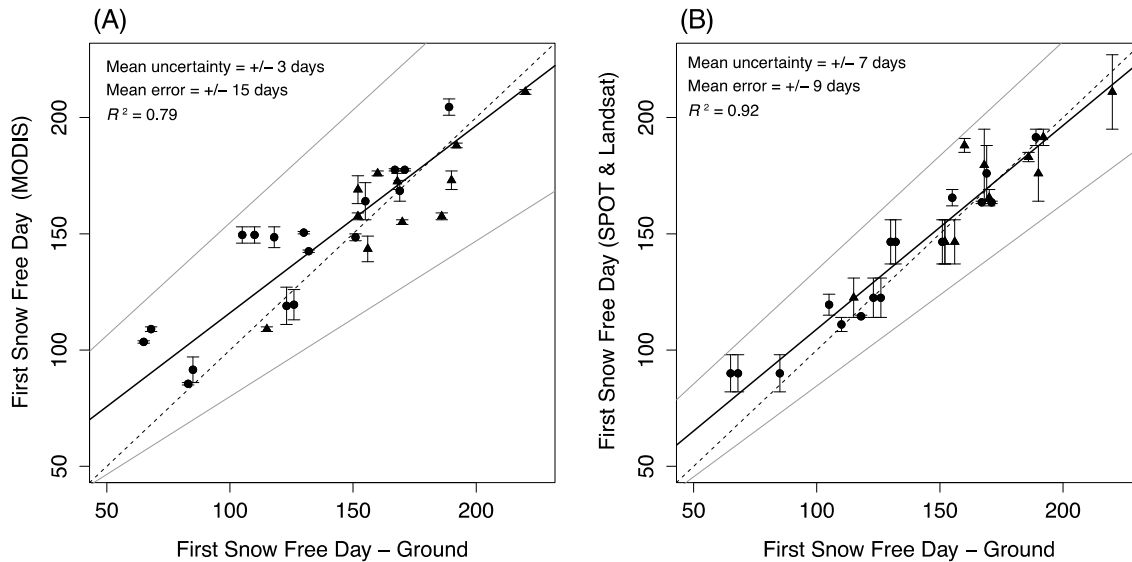 (A)
Mean uncertainty = +/− 3 days
Mean error = +/− 15 days
R² = 0.79
First Snow Free Day (MODIS)
200
150
100
50
50 100 150 200
First Snow Free Day − Ground
(B)
Mean uncertainty = +/− 7 days
Mean error = +/− 9 days
R² = 0.92
First Snow Free Day (SPOT & Landsat)
200
150
100
50
50 100 150 200
First Snow Free Day − Ground